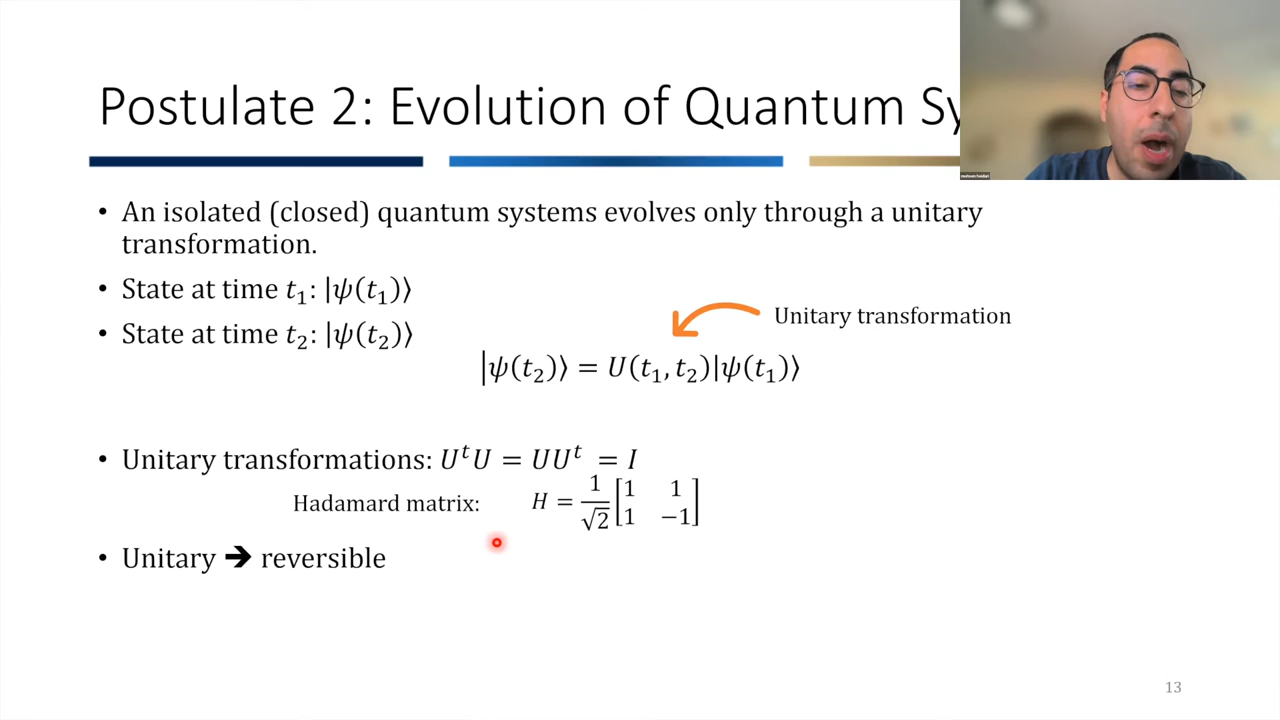 Postulate 2: Evolution of Quantum Sy
• An isolated (closed) quantum systems evolves only through a unitary
transformation.
• State at time t₁: |ψ(t₁)⟩
• State at time t₂: |ψ(t₂)⟩
Unitary transformation
|ψ(t₂)⟩ = U(t₁, t₂)|ψ(t₁)⟩
• Unitary transformations: UᵗU = UUᵗ = I
Hadamard matrix: H = 1/√2 [1 1; 1 −1]
• Unitary ➔ reversible
13